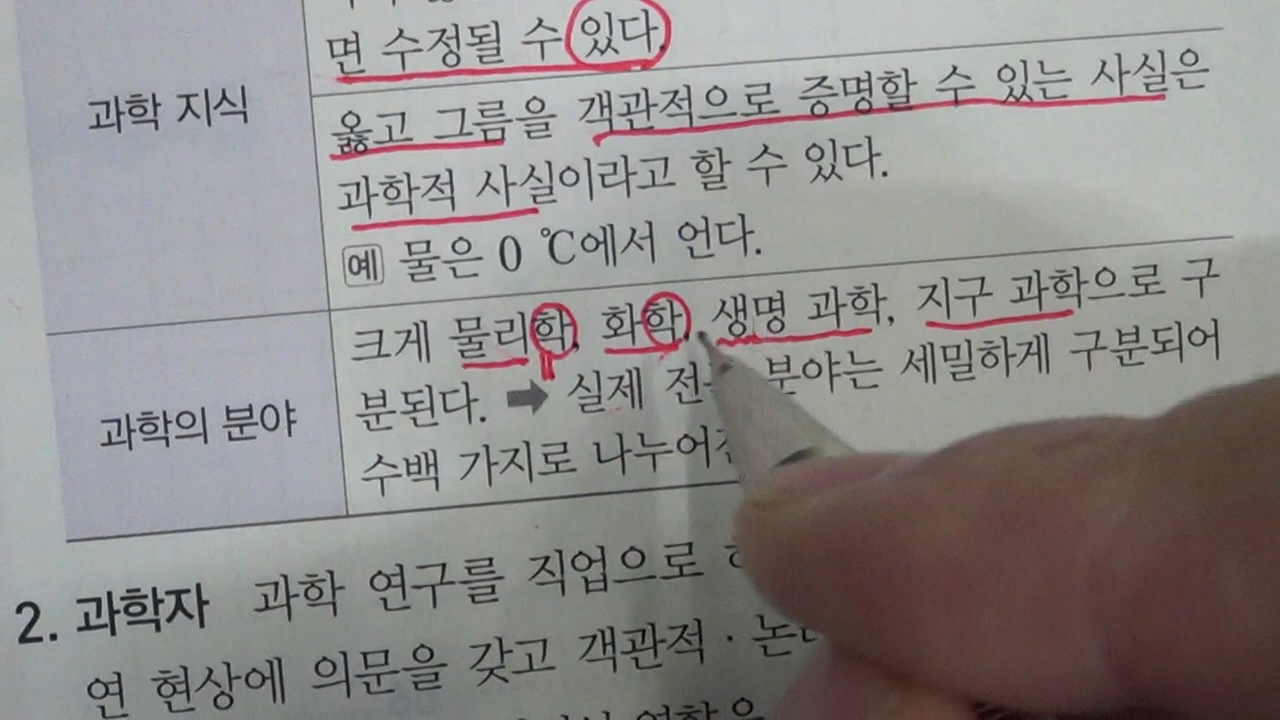 면 수정될 수 있다.
과학 지식
옳고 그름을 객관적으로 증명할 수 있는 사실은
과학적 사실이라고 할 수 있다.
예 물은 0 ℃에서 언다.
과학의 분야
크게 물리학, 화학, 생명 과학, 지구 과학으로 구
분된다. ➡ 실제 분야는 세밀하게 구분되어
수백 가지로
2. 과학자 과학 연구를 직업으로
연 현상에 의문을 갖고 객관적 ·